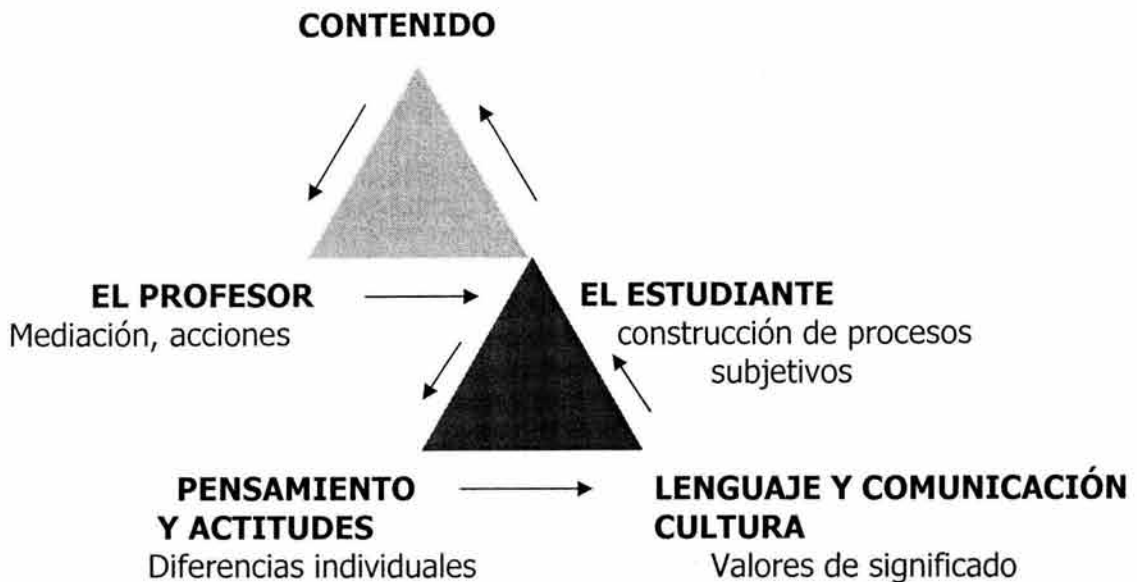 CONTENIDO
EL PROFESOR
Mediación, acciones
EL ESTUDIANTE
construcción de procesos
subjetivos
PENSAMIENTO
Y ACTITUDES
Diferencias individuales
LENGUAJE Y COMUNICACIÓN
CULTURA
Valores de significado